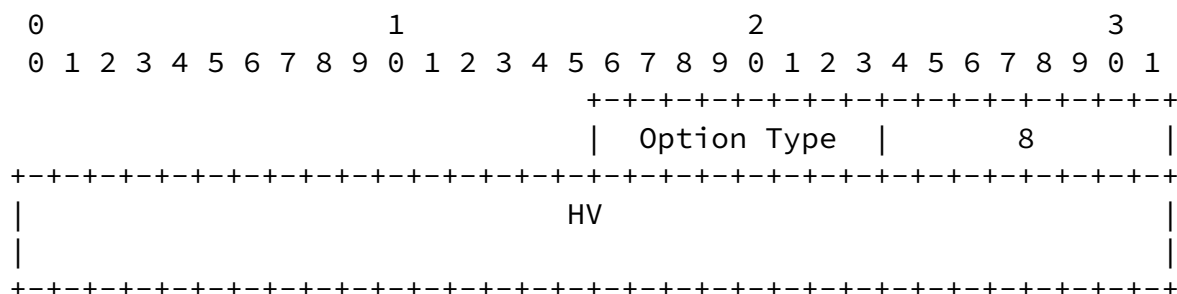 0                   1                   2                   3
 0 1 2 3 4 5 6 7 8 9 0 1 2 3 4 5 6 7 8 9 0 1 2 3 4 5 6 7 8 9 0 1
                                +-+-+-+-+-+-+-+-+-+-+-+-+-+-+-+-+
                                |  Option Type  |       8       |
+-+-+-+-+-+-+-+-+-+-+-+-+-+-+-+-+-+-+-+-+-+-+-+-+-+-+-+-+-+-+-+-+
|                              HV                               |
|                                                               |
+-+-+-+-+-+-+-+-+-+-+-+-+-+-+-+-+-+-+-+-+-+-+-+-+-+-+-+-+-+-+-+-+